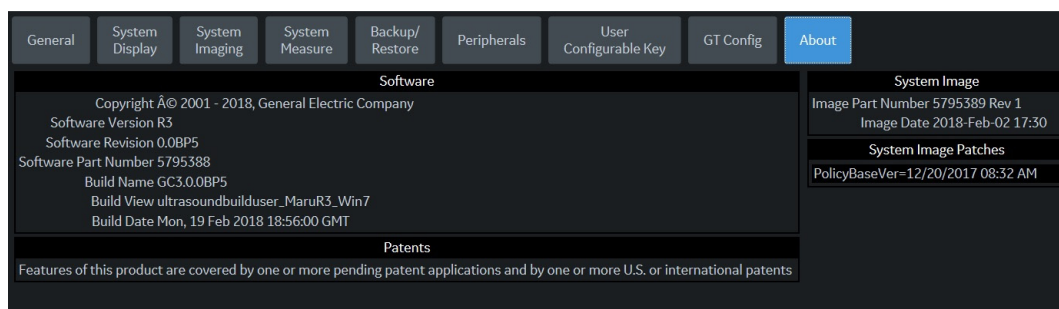 General
System
Display
System
Imaging
System
Measure
Backup/
Restore
Peripherals
User
Configurable Key
GT Config
About
Software
Copyright Â© 2001 - 2018, General Electric Company
Software Version R3
Software Revision 0.0BP5
Software Part Number 5795388
Build Name GC3.0.0BP5
Build View ultrasoundbuilduser_MaruR3_Win7
Build Date Mon, 19 Feb 2018 18:56:00 GMT
Patents
Features of this product are covered by one or more pending patent applications and by one or more U.S. or international patents
System Image
Image Part Number 5795389 Rev 1
Image Date 2018-Feb-02 17:30
System Image Patches
PolicyBaseVer=12/20/2017 08:32 AM